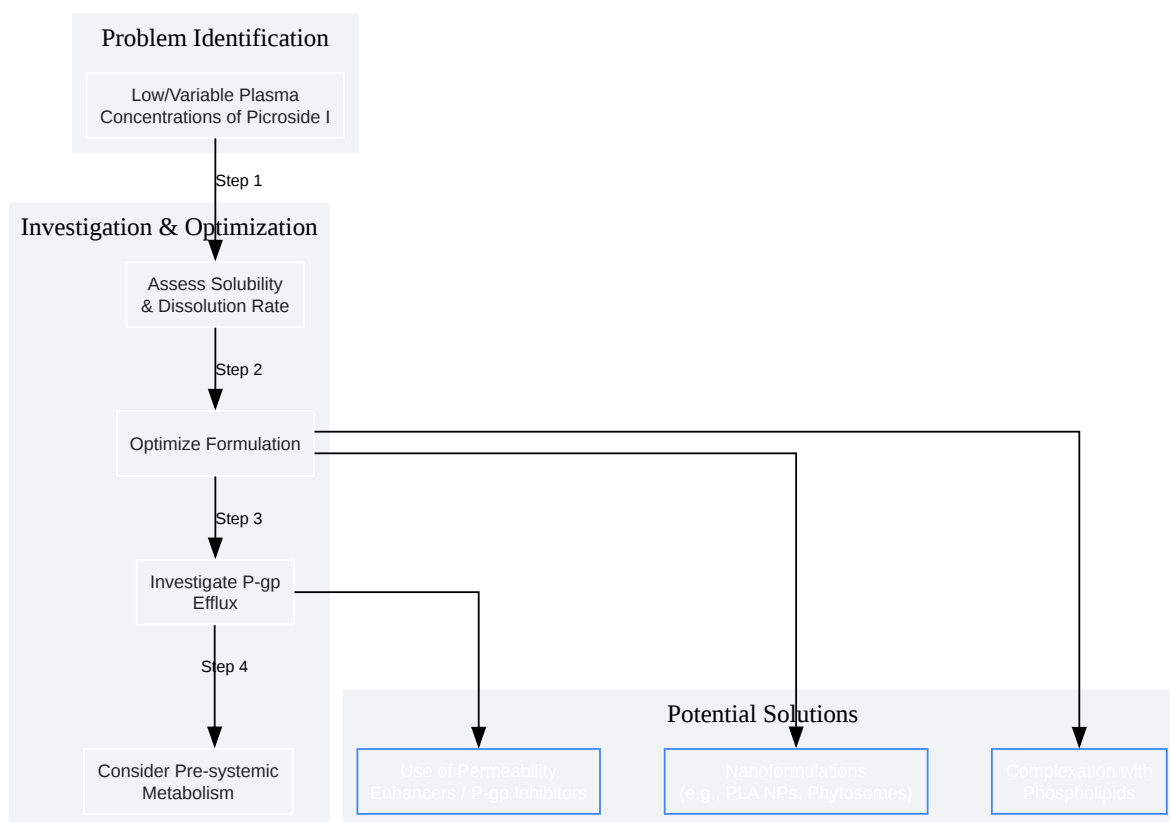 Problem Identification
Low/Variable Plasma
Concentrations of Picroside I
Step 1
Investigation & Optimization
Assess Solubility
& Dissolution Rate
Step 2
Optimize Formulation
Step 3
Investigate P-gp
Efflux
Step 4
Consider Pre-systemic
Metabolism
Potential Solutions
Use of Permeability
Enhancers / P-gp Inhibitors
Nanoformulations
(e.g., PLA NPs, Phytosomes)
Complexation with
Phospholipids